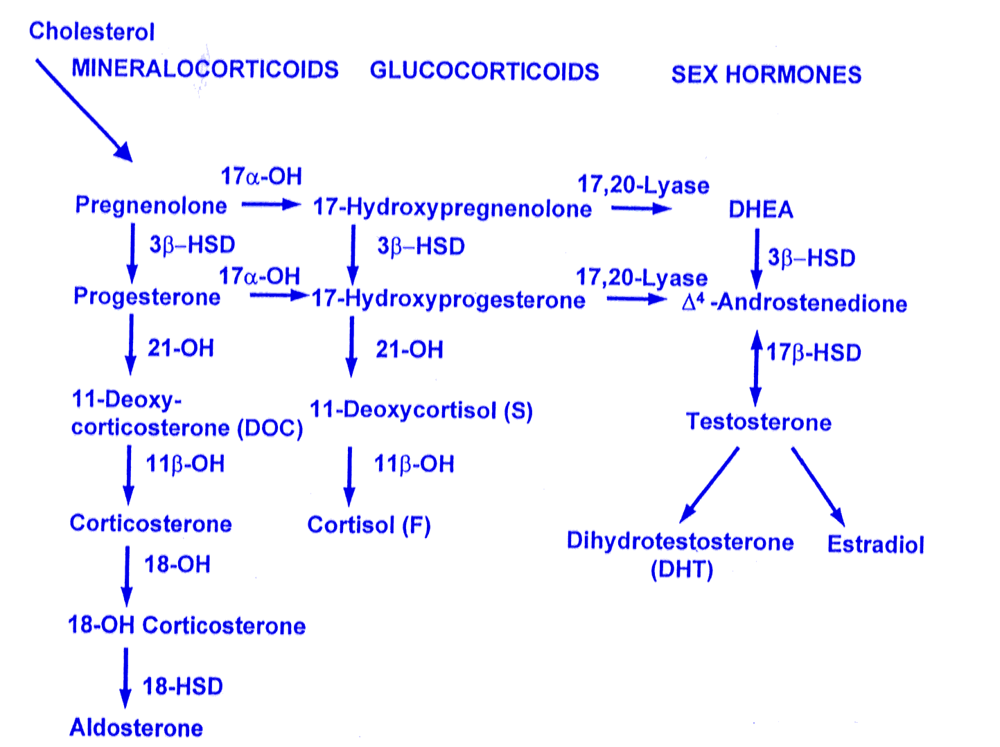 Cholesterol
MINERALOCORTICOIDS GLUCOCORTICOIDS SEX HORMONES
17α-OH 17,20-Lyase
Pregnenolone 17-Hydroxypregnenolone DHEA
3β–HSD 3β–HSD 3β–HSD
17α-OH 17,20-Lyase
Progesterone 17-Hydroxyprogesterone Δ⁴ -Androstenedione
21-OH 21-OH 17β-HSD
11-Deoxy-
corticosterone (DOC) 11-Deoxycortisol (S) Testosterone
11β-OH 11β-OH
Corticosterone Cortisol (F) Dihydrotestosterone Estradiol
(DHT)
18-OH
18-OH Corticosterone
18-HSD
Aldosterone